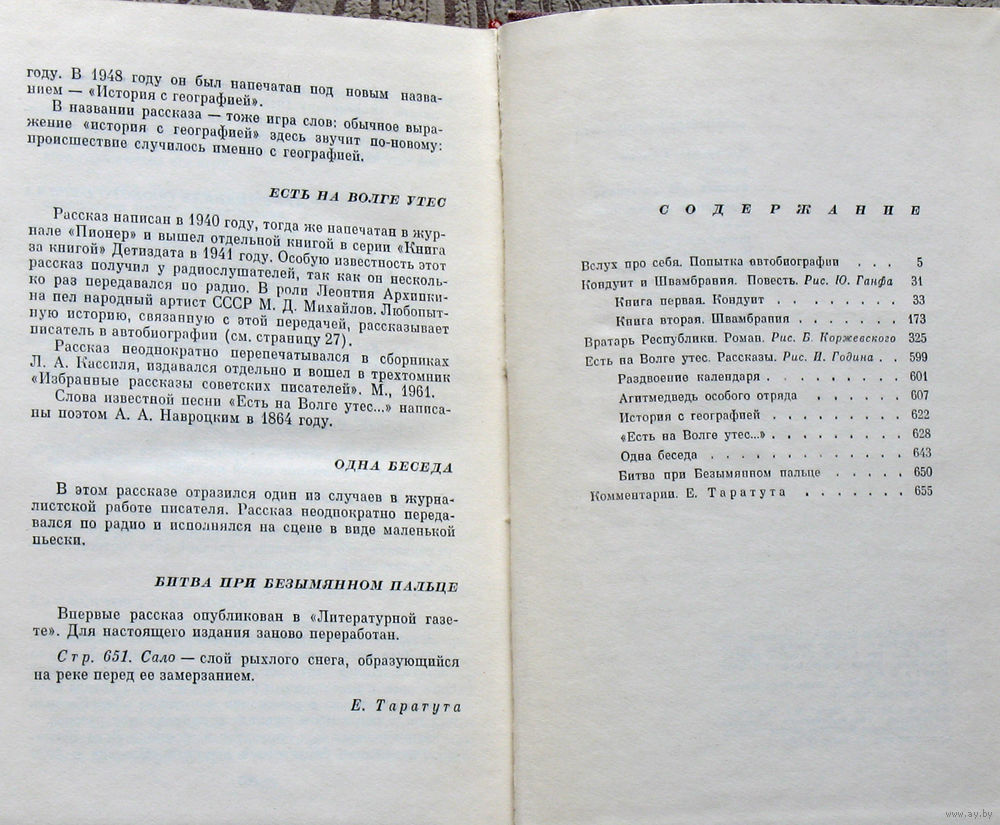 году. В 1948 году он был напечатан под новым назва-
нием — «История с географией».
В названии рассказа — тоже игра слов: обычное выра-
жение «история с географией» здесь звучит по-новому:
происшествие случилось именно с географией.
ЕСТЬ НА ВОЛГЕ УТЕС
Рассказ написан в 1940 году, тогда же напечатан в жур-
нале «Пионер» и вышел отдельной книгой в серии «Книга
за книгой» Детиздата в 1941 году. Особую известность этот
рассказ получил у радиослушателей, так как он несколь-
ко раз передавался по радио. В роли Леонтия Архипки-
на пел народный артист СССР М. Д. Михайлов. Любопыт-
ную историю, связанную с этой передачей, рассказывает
писатель в автобиографии (см. страницу 27).
Рассказ неоднократно перепечатывался в сборниках
Л. А. Кассиля, издавался отдельно и вошел в трехтомник
«Избранные рассказы советских писателей». М., 1961.
Слова известной песни «Есть на Волге утес...» написа-
ны поэтом А. А. Навроцким в 1864 году.
ОДНА БЕСЕДА
В этом рассказе отразился один из случаев в журна-
листской работе писателя. Рассказ неоднократно переда-
вался по радио и исполнялся на сцене в виде маленькой
пьески.
БИТВА ПРИ БЕЗЫМЯННОМ ПАЛЬЦЕ
Впервые рассказ опубликован в «Литературной газе-
те». Для настоящего издания заново переработан.
Стр. 651. Сало — слой рыхлого снега, образующийся
на реке перед ее замерзанием.
Е. Таратута
СОДЕРЖАНИЕ
Вслух про себя. Попытка автобиографии . . . 5
Кондуит и Швамбрания. Повесть. Рис. Ю. Ганфа 31
Книга первая. Кондуит . . . . . . . . 33
Книга вторая. Швамбрания . . . . . . . 173
Вратарь Республики. Роман. Рис. Б. Коржевского 325
Есть на Волге утес. Рассказы. Рис. И. Година . . 599
Раздвоение календаря . . . . . . . . . 601
Агитмедведь особого отряда . . . . . . 607
История с географией . . . . . . . . . 622
«Есть на Волге утес...» . . . . . . . . . 628
Одна беседа . . . . . . . . . . . . 643
Битва при Безымянном пальце . . . . . 650
Комментарии. Е. Таратута . . . . . . . 655
www.ay.by